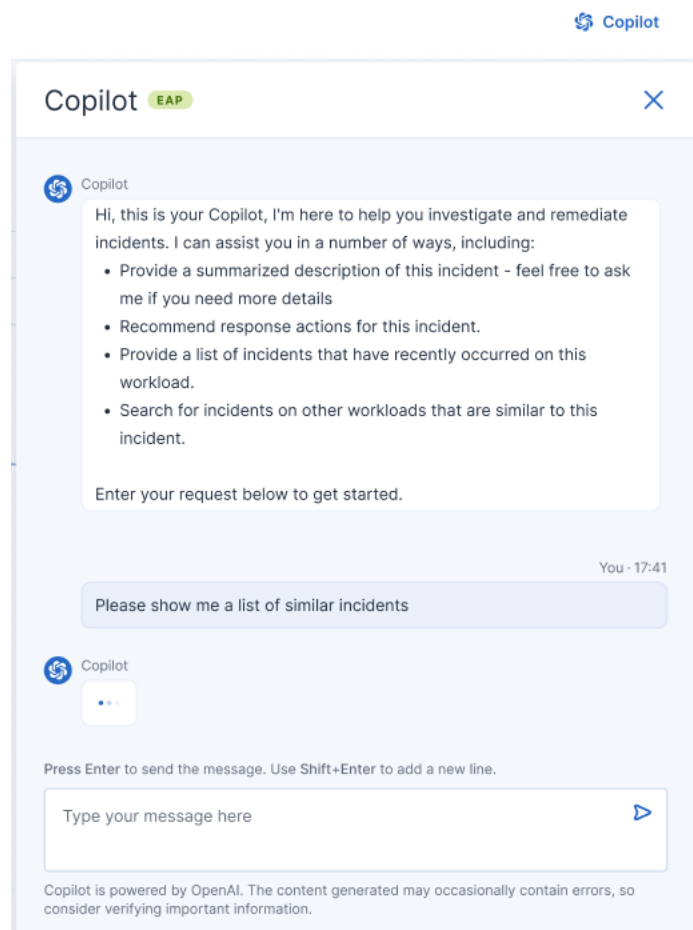 Copilot
Copilot EAP
Copilot
Hi, this is your Copilot, I'm here to help you investigate and remediate
incidents. I can assist you in a number of ways, including:
• Provide a summarized description of this incident - feel free to ask
me if you need more details
• Recommend response actions for this incident.
• Provide a list of incidents that have recently occurred on this
workload.
• Search for incidents on other workloads that are similar to this
incident.
Enter your request below to get started.
You · 17:41
Please show me a list of similar incidents
Copilot
Press Enter to send the message. Use Shift+Enter to add a new line.
Type your message here
Copilot is powered by OpenAI. The content generated may occasionally contain errors, so
consider verifying important information.